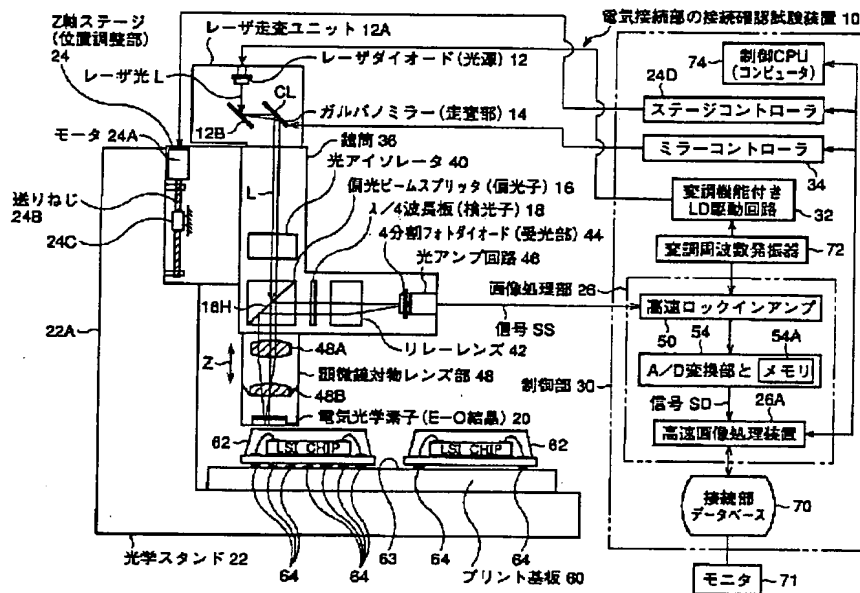 電気接続部の接続確認試験装置 10
Z軸ステージ
(位置調整部)
24
レーザ走査ユニット 12A
レーザダイオード(光源) 12
レーザ光 L
CL
ガルバノミラー(走査部) 14
12B
モータ 24A
鏡筒 36
光アイソレータ 40
偏光ビームスプリッタ(偏光子) 16
1/4波長板(検光子) 18
4分割フォトダイオード(受光部) 44
光アンプ回路 46
送りねじ
24B
24C
L
16H
22A
Z
48A
リレーレンズ 42
顕微鏡対物レンズ部 48
48B
電気光学素子(E-O結晶) 20
62
LSI CHIP
LSI CHIP
62
64
64
63
64
64
光学スタンド 22
プリント基板 60
74
制御CPU
(コンピュータ)
24D
ステージコントローラ
ミラーコントローラ
34
変調機能付き
LD駆動回路
32
変調周波数発振器
72
画像処理部 26
高速ロックインアンプ
信号 SS
50
54
54A
A/D変換部と
メモリ
制御部 30
信号 SD
26A
高速画像処理装置
接続部
データベース
70
モニタ
71